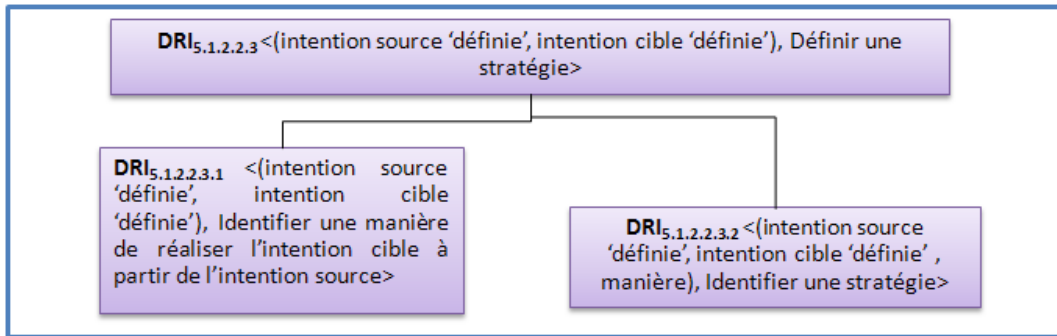 DRI5.1.2.2.3 <(intention source ‘définie’, intention cible ‘définie’), Définir une
stratégie>
DRI5.1.2.2.3.1 <(intention source
‘définie’, intention cible
‘définie’), Identifier une manière
de réaliser l’intention cible à
partir de l’intention source>
DRI5.1.2.2.3.2 <(intention source
‘définie’, intention cible ‘définie’ ,
manière), Identifier une stratégie>